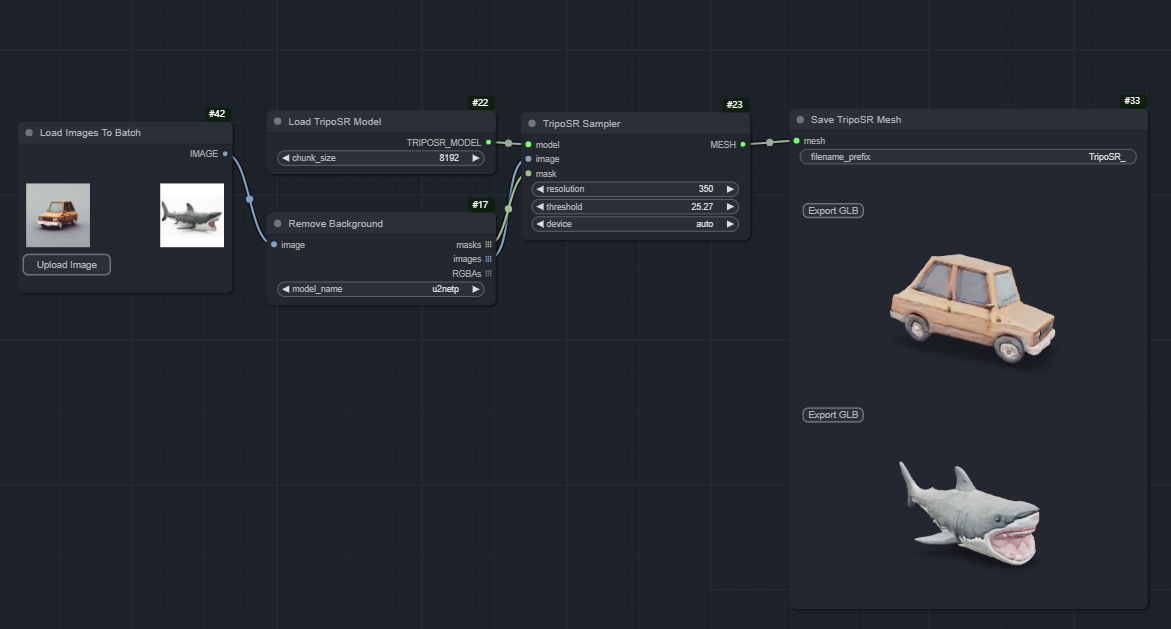 #42
Load Images To Batch
IMAGE
Upload Image
#22
Load TripoSR Model
TRIPOSR_MODEL
chunk_size 8192
#17
Remove Background
image masks
images
RGBAs
model_name u2netp
#23
TripoSR Sampler
model MESH
image
mask
resolution 350
threshold 25.27
device auto
#33
Save TripoSR Mesh
mesh
filename_prefix TripoSR_
Export GLB
Export GLB